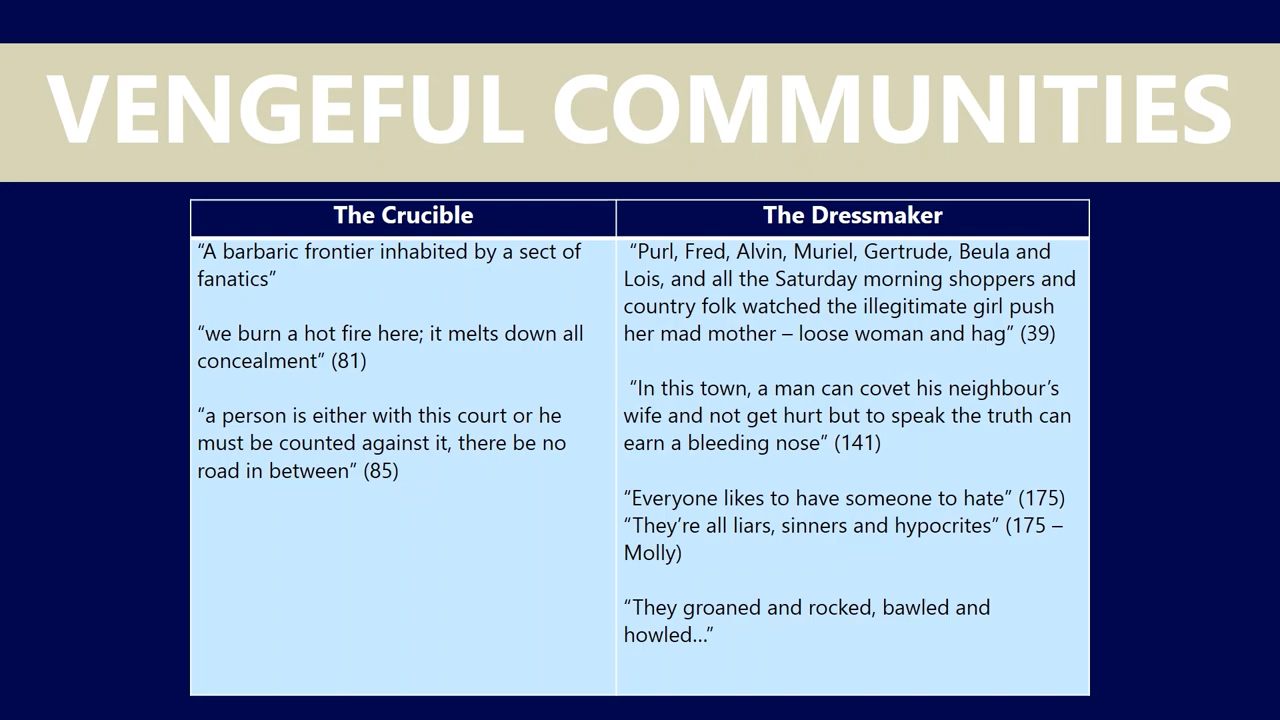 VENGEFUL COMMUNITIES
The Crucible
“A barbaric frontier inhabited by a sect of
fanatics”
“we burn a hot fire here; it melts down all
concealment” (81)
“a person is either with this court or he
must be counted against it, there be no
road in between” (85)
The Dressmaker
“Purl, Fred, Alvin, Muriel, Gertrude, Beula and
Lois, and all the Saturday morning shoppers and
country folk watched the illegitimate girl push
her mad mother – loose woman and hag” (39)
“In this town, a man can covet his neighbour’s
wife and not get hurt but to speak the truth can
earn a bleeding nose” (141)
“Everyone likes to have someone to hate” (175)
“They’re all liars, sinners and hypocrites” (175 –
Molly)
“They groaned and rocked, bawled and
howled…”